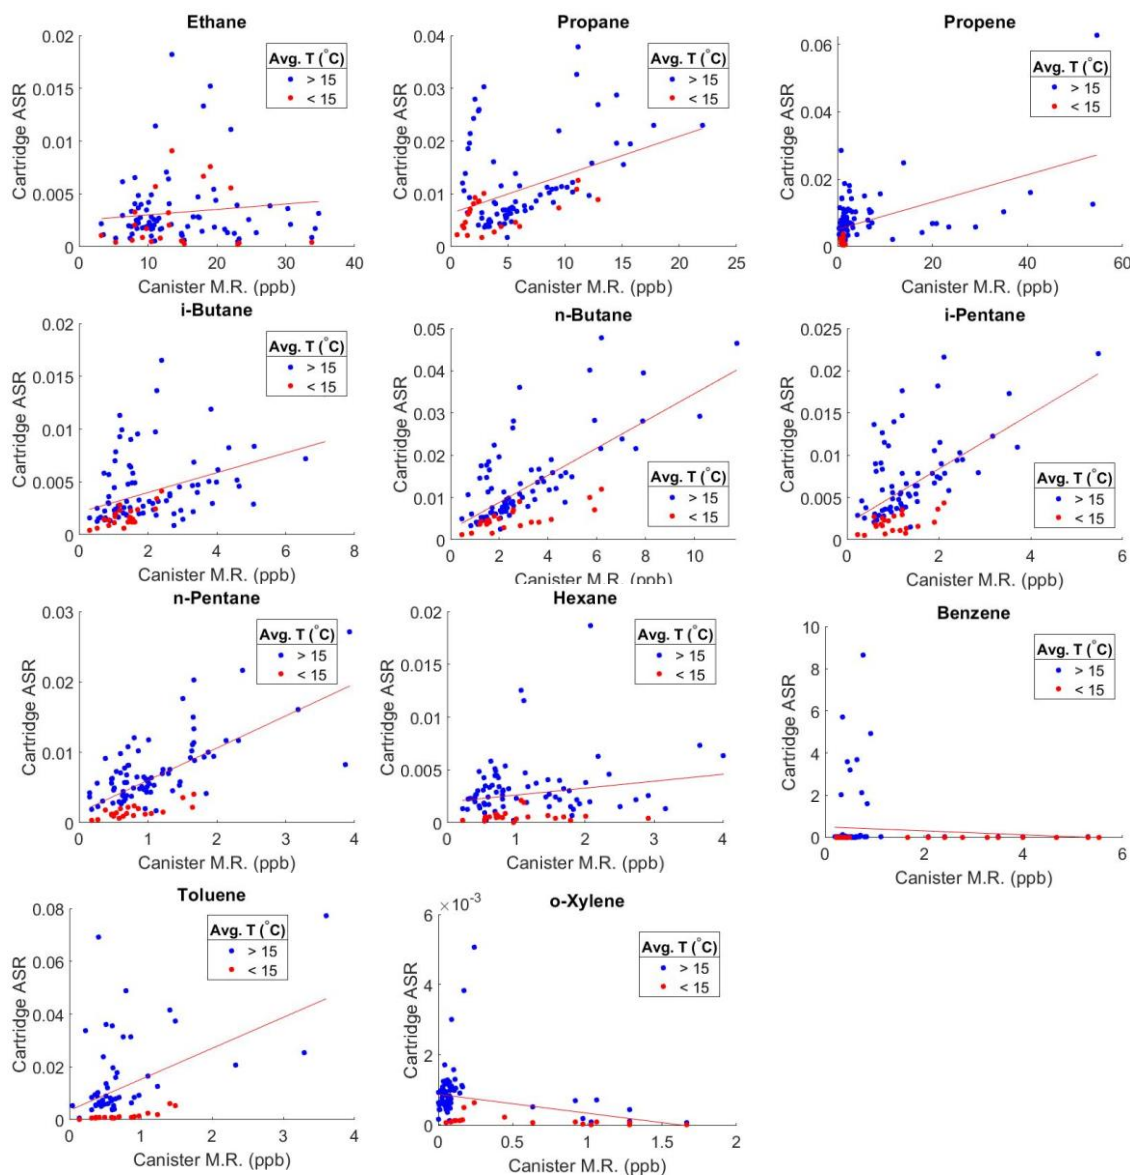 Ethane
Avg. T (°C)
> 15
< 15
Cartridge ASR
0.02
0.015
0.01
0.005
0
0 10 20 30 40
Canister M.R. (ppb)
Propane
Avg. T (°C)
> 15
< 15
Cartridge ASR
0.04
0.03
0.02
0.01
0
0 5 10 15 20 25
Canister M.R. (ppb)
Propene
Avg. T (°C)
> 15
< 15
Cartridge ASR
0.06
0.04
0.02
0
0 20 40 60
Canister M.R. (ppb)
i-Butane
Avg. T (°C)
> 15
< 15
Cartridge ASR
0.02
0.015
0.01
0.005
0
0 2 4 6 8
Canister M.R. (ppb)
n-Butane
Avg. T (°C)
> 15
< 15
Cartridge ASR
0.05
0.04
0.03
0.02
0.01
0
0 2 4 6 8 10
Canister M.R. (ppb)
i-Pentane
Avg. T (°C)
> 15
< 15
Cartridge ASR
0.025
0.02
0.015
0.01
0.005
0
0 2 4 6
Canister M.R. (ppb)
n-Pentane
Avg. T (°C)
> 15
< 15
Cartridge ASR
0.03
0.02
0.01
0
0 1 2 3 4
Canister M.R. (ppb)
Hexane
Avg. T (°C)
> 15
< 15
Cartridge ASR
0.02
0.015
0.01
0.005
0
0 1 2 3 4
Canister M.R. (ppb)
Benzene
Avg. T (°C)
> 15
< 15
Cartridge ASR
10
8
6
4
2
0
0 2 4 6
Canister M.R. (ppb)
Toluene
Avg. T (°C)
> 15
< 15
Cartridge ASR
0.08
0.06
0.04
0.02
0
0 1 2 3 4
Canister M.R. (ppb)
o-Xylene
×10⁻³
Avg. T (°C)
> 15
< 15
Cartridge ASR
6
4
2
0
0 0.5 1 1.5 2
Canister M.R. (ppb)